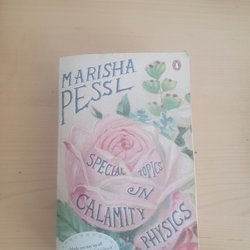 MARISHA
PESSL
SPECIAL TOPICS
IN
CALAMITY
PHYSICS